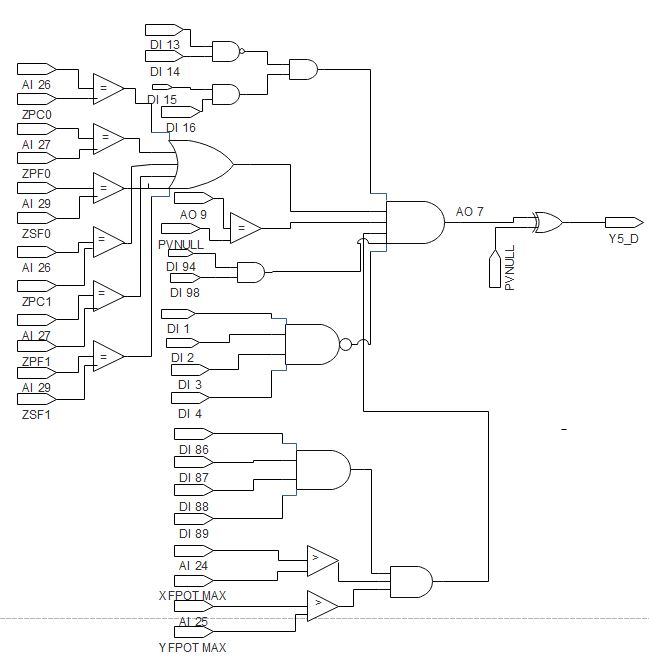 DI 13
DI 14
DI 15
DI 16
AI 26
=
ZPC0
AI 27
=
ZPF0
AI 29
=
ZSF0
AI 26
=
ZPC1
AI 27
=
ZPF1
AI 29
=
ZSF1
AO 9
=
PVNULL
DI 94
DI 98
DI 1
DI 2
DI 3
DI 4
AO 7
PVNULL
Y5_D
DI 86
DI 87
DI 88
DI 89
AI 24
>
XFPOT MAX
AI 25
>
YFPOT MAX